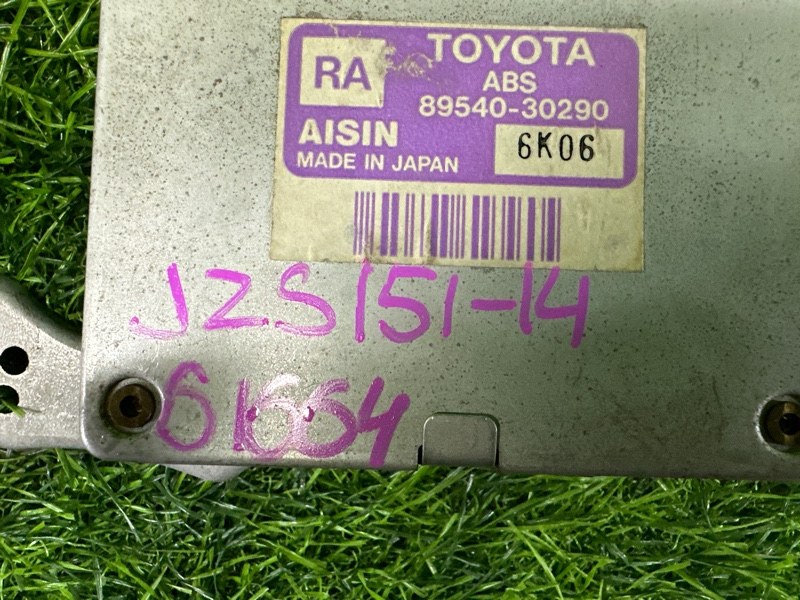 RA
TOYOTA
ABS
89540-30290
AISIN
6K06
MADE IN JAPAN
JZS151-14
61664